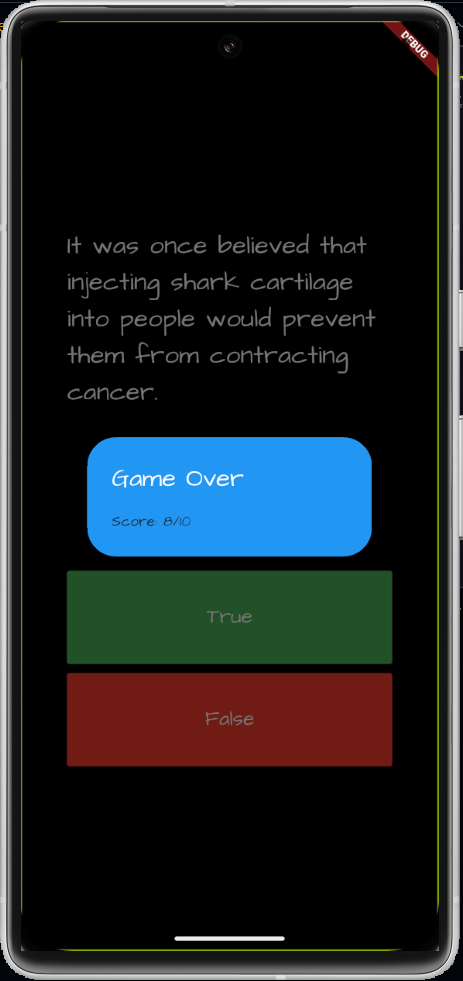 DEBUG
It was once believed that
injecting shark cartilage
into people would prevent
them from contracting
cancer.
Game Over
Score: 8/10
True
False